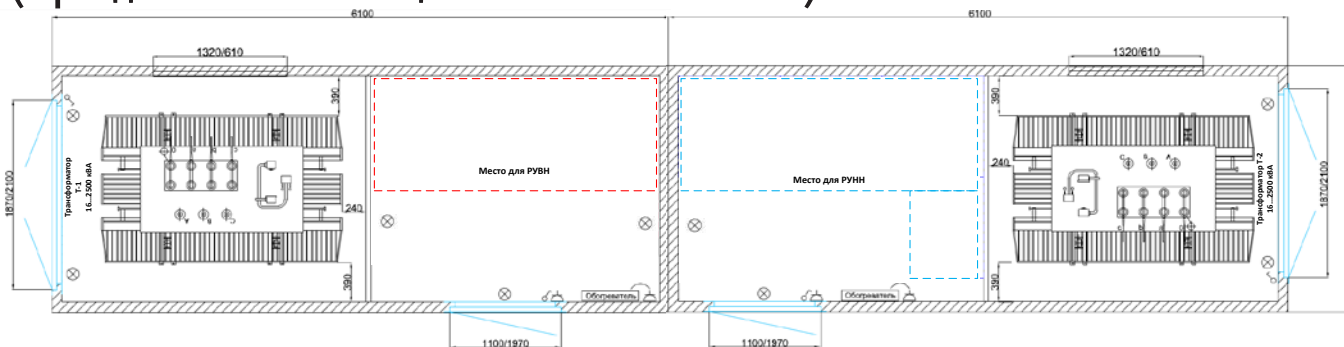 6100
6100
1320/610
1320/610
390
390
Трансформатор
Т-1
16...2500 кВА
1870/2100
240
Место для РУВН
Место для РУНН
240
Трансформатор Т-2
16...2500 кВА
1870/2100
390
390
Обогреватель
Обогреватель
1100/1970
1100/1970